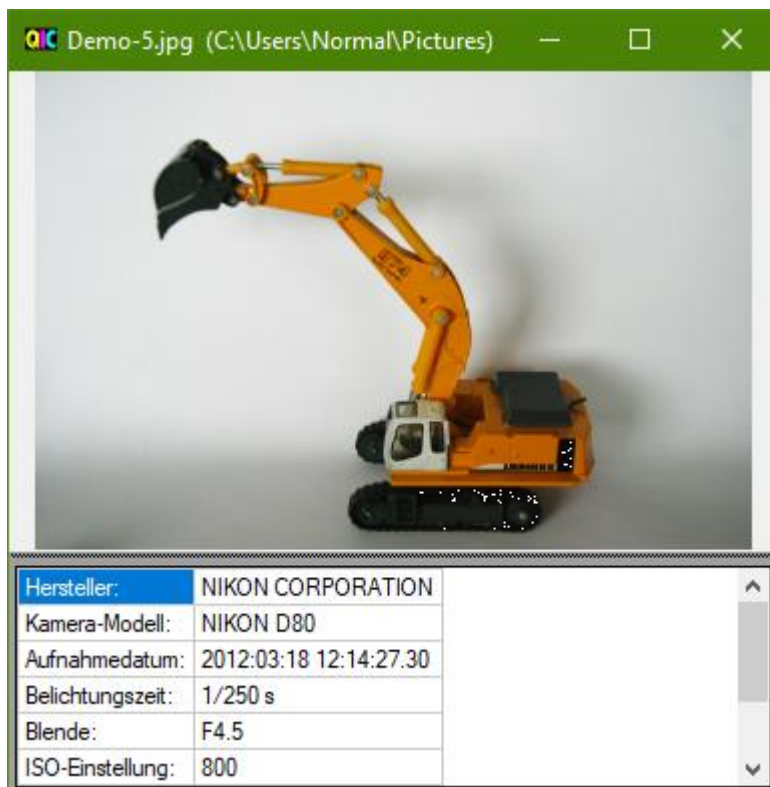 Demo-5.jpg (C:\Users\Normal\Pictures)
Hersteller: NIKON CORPORATION
Kamera-Modell: NIKON D80
Aufnahmedatum: 2012:03:18 12:14:27.30
Belichtungszeit: 1/250 s
Blende: F4.5
ISO-Einstellung: 800